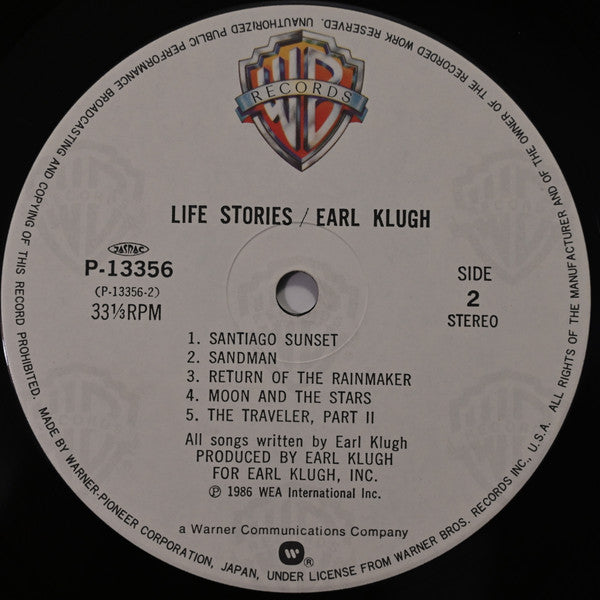 WB
RECORDS
LIFE STORIES / EARL KLUGH
JASRAC
P-13356
(P-13356-2)
33⅓RPM
SIDE
2
STEREO
1. SANTIAGO SUNSET
2. SANDMAN
3. RETURN OF THE RAINMAKER
4. MOON AND THE STARS
5. THE TRAVELER, PART II
All songs written by Earl Klugh
PRODUCED BY EARL KLUGH
FOR EARL KLUGH, INC.
Ⓟ 1986 WEA International Inc.
a Warner Communications Company
®
MADE BY WARNER-PIONEER CORPORATION, JAPAN, UNDER LICENSE FROM WARNER BROS. RECORDS INC., U.S.A. ALL RIGHTS OF THE MANUFACTURER AND OF THE OWNER OF THE RECORDED WORK RESERVED. UNAUTHORIZED PUBLIC PERFORMANCE BROADCASTING AND COPYING OF THIS RECORD PROHIBITED.